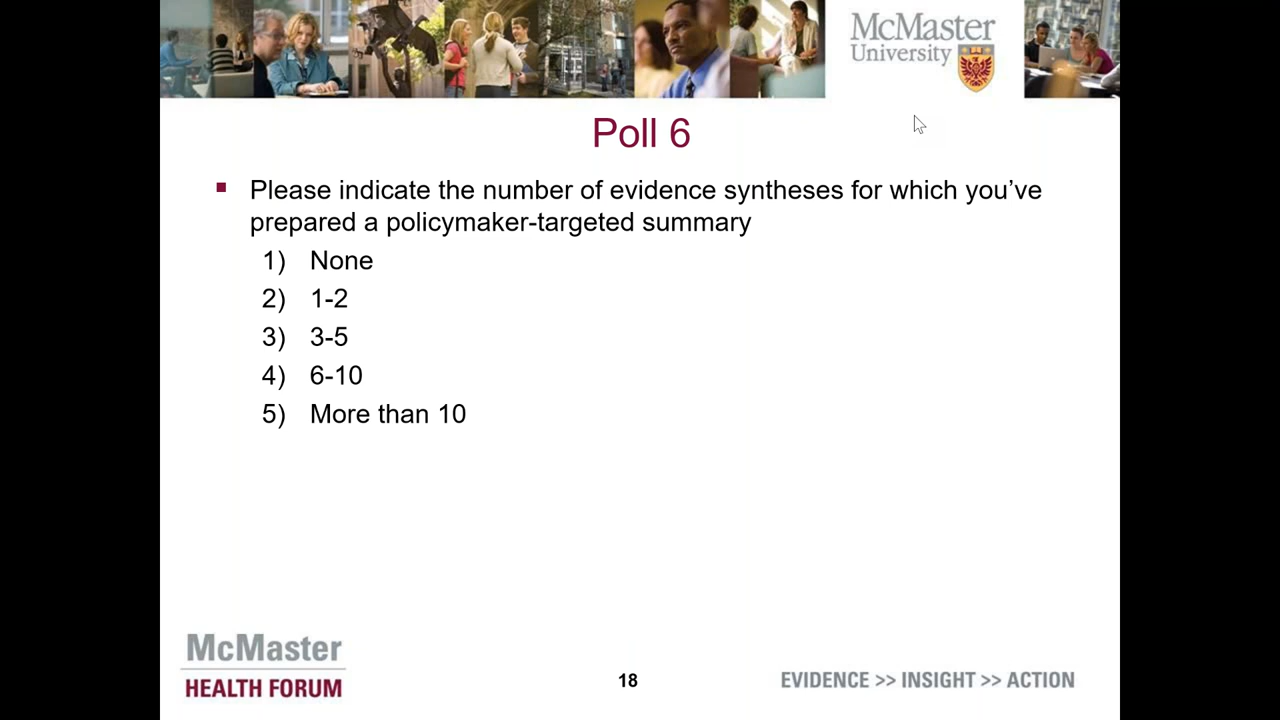 McMaster
University
Poll 6
▪ Please indicate the number of evidence syntheses for which you’ve
prepared a policymaker-targeted summary
1) None
2) 1-2
3) 3-5
4) 6-10
5) More than 10
McMaster
HEALTH FORUM
18
EVIDENCE >> INSIGHT >> ACTION